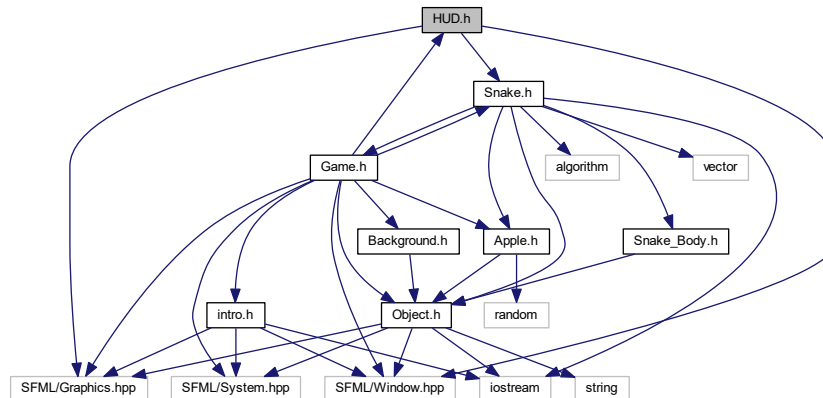 HUD.h
Snake.h
Game.h
algorithm
vector
Background.h
Apple.h
Snake_Body.h
intro.h
Object.h
random
SFML/Graphics.hpp
SFML/System.hpp
SFML/Window.hpp
iostream
string